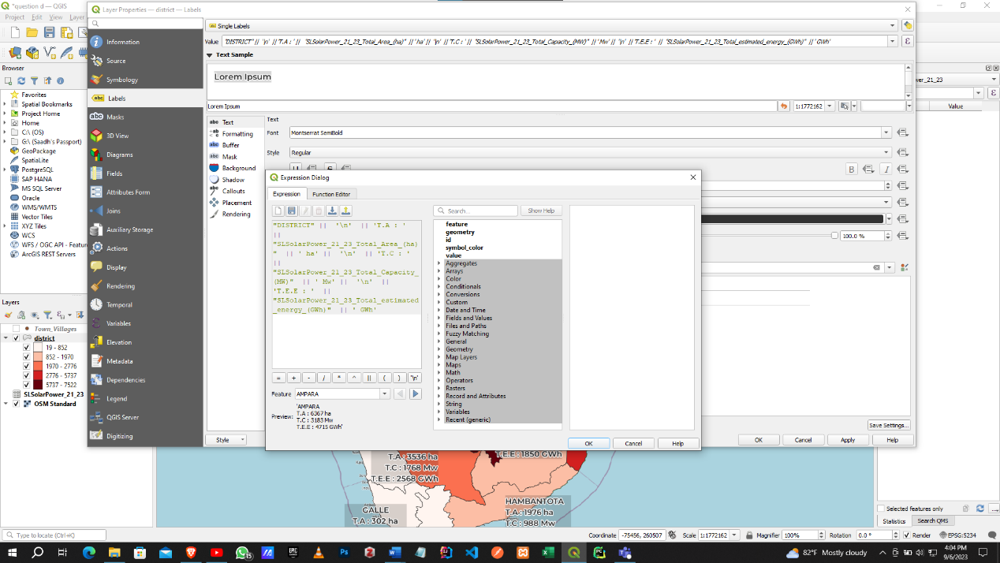 *question d — QGIS
Project Edit View Layer
Layer Properties — district — Labels
Single Labels
Value "DISTRICT" || '\n' || 'T.A : ' || "SLSolarPower_21_23_Total_Area_(ha)" || ' ha' || '\n' || 'T.C : ' || "SLSolarPower_21_23_Total_Capacity_(MW)" || ' Mw' || '\n' || 'T.E.E : ' || "SLSolarPower_21_23_Total_estimated_energy_(GWh)" || ' GWh'
Text Sample
Lorem Ipsum
Lorem Ipsum
1:1772162
Information
Source
Symbology
Labels
Masks
3D View
Diagrams
Fields
Attributes Form
Joins
Auxiliary Storage
Actions
Display
Rendering
Temporal
Variables
Elevation
Metadata
Dependencies
Legend
QGIS Server
Digitizing
Browser
Favorites
Spatial Bookmarks
Project Home
Home
C:\ (OS)
G:\ (Saadh's Passport)
GeoPackage
SpatiaLite
PostgreSQL
SAP HANA
MS SQL Server
Oracle
WMS/WMTS
Vector Tiles
XYZ Tiles
WCS
WFS / OGC API - Featur
ArcGIS REST Servers
Layers
Town_Villages
district
19 - 852
852 - 1970
1970 - 2776
2776 - 5737
5737 - 7522
SLSolarPower_21_23
OSM Standard
Text
Formatting
Buffer
Mask
Background
Shadow
Callouts
Placement
Rendering
Text
Font Montserrat SemiBold
Style Regular
U S B I
100.0 %
Expression Dialog
Expression Function Editor
Search... Show Help
"DISTRICT" || '\n' || 'T.A : '
||
"SLSolarPower_21_23_Total_Area_(ha)
" || ' ha' || '\n' || 'T.C : '
||
"SLSolarPower_21_23_Total_Capacity_
(MW)" || ' Mw' || '\n' ||
'T.E.E : ' ||
"SLSolarPower_21_23_Total_estimated
_energy_(GWh)" || ' GWh'
= + - / * ^ || ( ) '\n'
Feature AMPARA
Preview: 'AMPARA
T.A : 6367 ha
T.C : 3183 Mw
T.E.E : 4715 GWh'
feature
geometry
id
symbol_color
value
Aggregates
Arrays
Color
Conditionals
Conversions
Custom
Date and Time
Fields and Values
Files and Paths
Fuzzy Matching
General
Geometry
Map Layers
Maps
Math
Operators
Rasters
Record and Attributes
String
Variables
Recent (generic)
OK Cancel Help
Save Settings...
Style OK Cancel Apply Help
wer_21_23
Value
T.A : 3536 ha
T.C : 1768 Mw
T.E.E : 2568 GWh
T.E.E : 1850 GWh
GALLE
T.A : 302 ha
HAMBANTOTA
T.A : 1976 ha
T.C : 988 Mw
Selected features only
Statistics Search QMS
Type to locate (Ctrl+K)
Coordinate -75456, 260507 Scale 1:1772162 Magnifier 100% Rotation 0.0 ° Render EPSG:5234
15
82°F Mostly cloudy
4:04 PM
9/6/2023